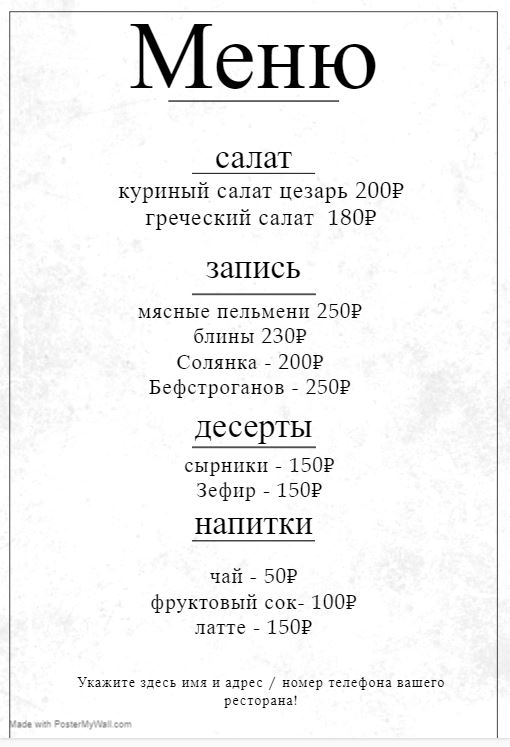 Меню
салат
куриный салат цезарь 200₽
греческий салат 180₽
запись
мясные пельмени 250₽
блины 230₽
Солянка - 200₽
Бефстроганов - 250₽
десерты
сырники - 150₽
Зефир - 150₽
напитки
чай - 50₽
фруктовый сок- 100₽
латте - 150₽
Укажите здесь имя и адрес / номер телефона вашего
ресторана!
Made with PosterMyWall.com